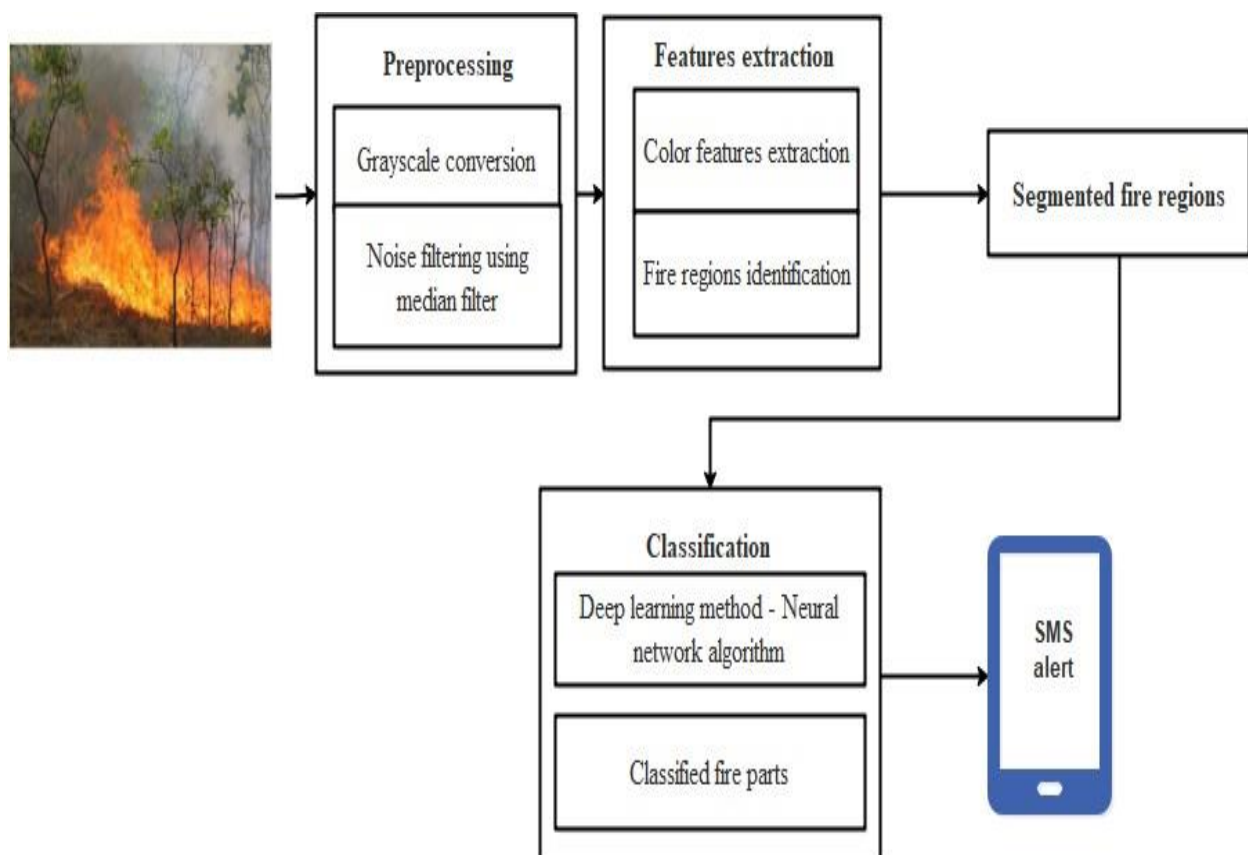 Preprocessing
Grayscale conversion
Noise filtering using
median filter
Features extraction
Color features extraction
Fire regions identification
Segmented fire regions
Classification
Deep learning method - Neural
network algorithm
Classified fire parts
SMS
alert